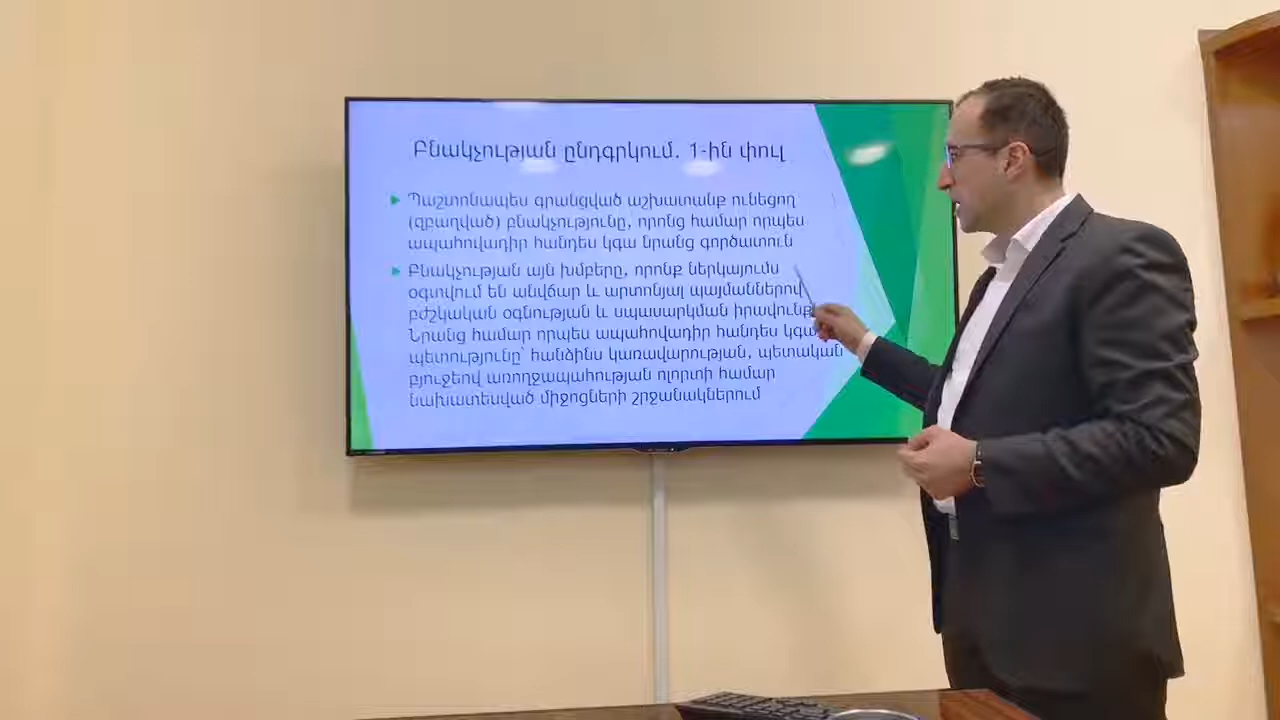 Բնակչության ընդգրկում. 1-ին փուլ
Պաշտոնապես գրանցված աշխատանք ունեցող
(զբաղված) բնակչությունը, որոնց համար որպես
ապահովադիր հանդես կգա նրանց գործատուն
Բնակչության այն խմբերը, որոնք ներկայումս
օգտվում են անվճար և արտոնյալ պայմաններով
բժշկական օգնության և սպասարկման իրավունք
Նրանց համար որպես ապահովադիր հանդես կգա
պետությունը՝ հանձինս կառավարության, պետական
բյուջեով առողջապահության ոլորտի համար
նախատեսված միջոցների շրջանակներում